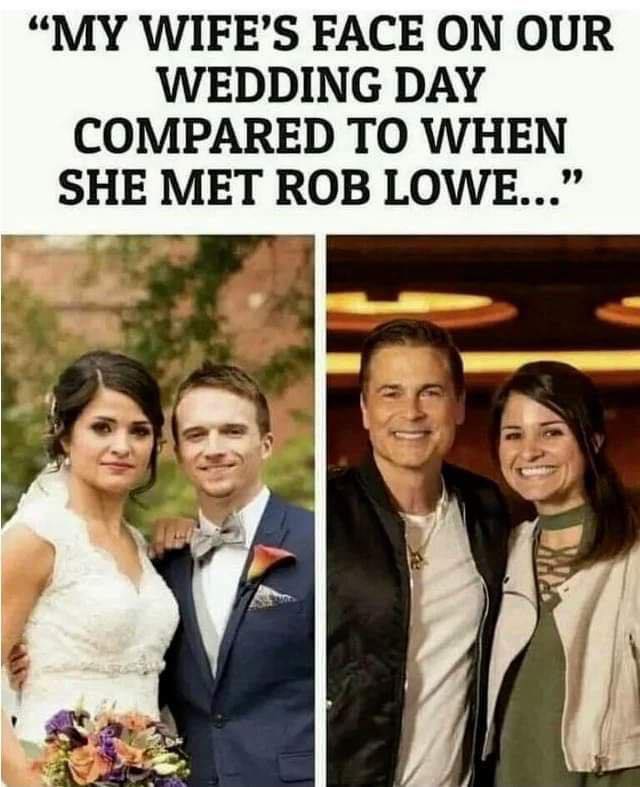 “MY WIFE’S FACE ON OUR
WEDDING DAY
COMPARED TO WHEN
SHE MET ROB LOWE...”